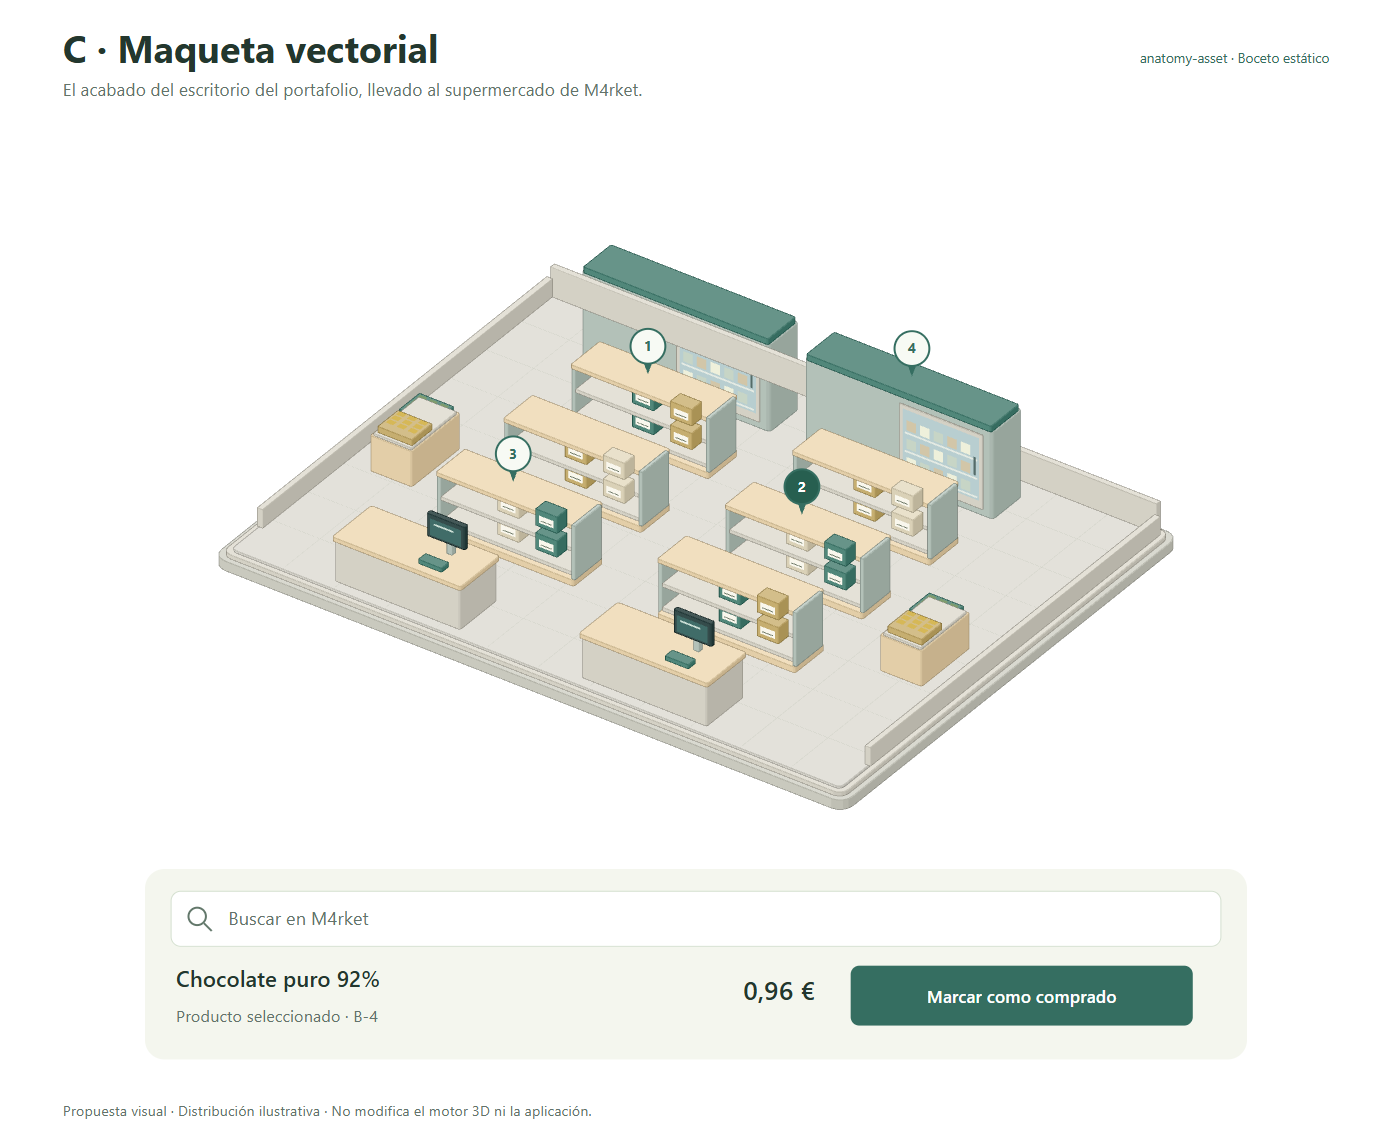 C · Maqueta vectorial
anatomy-asset · Boceto estático
El acabado del escritorio del portafolio, llevado al supermercado de M4rket.
1
4
3
2
Buscar en M4rket
Chocolate puro 92%
0,96 €
Marcar como comprado
Producto seleccionado · B-4
Propuesta visual · Distribución ilustrativa · No modifica el motor 3D ni la aplicación.